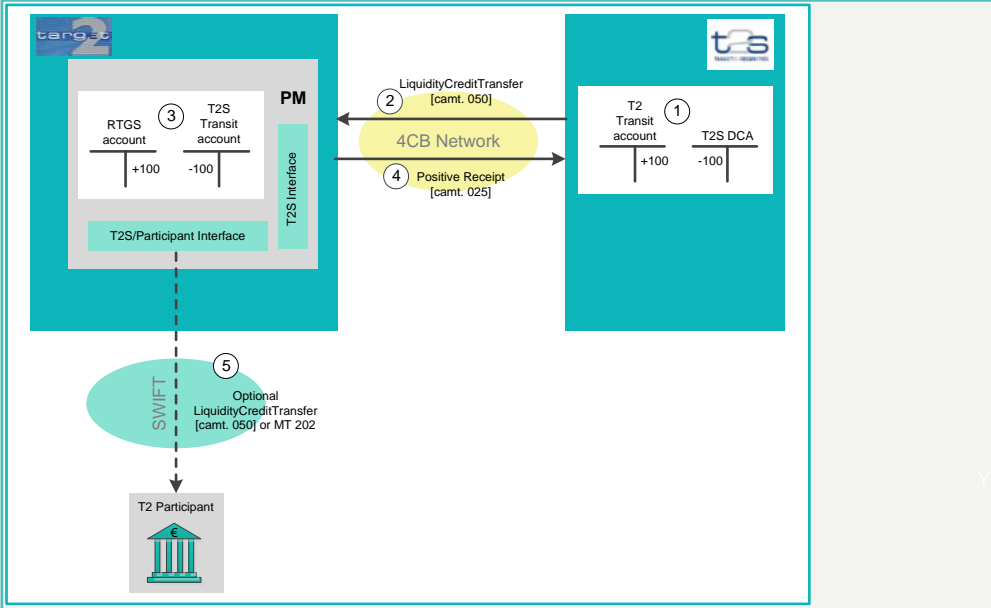 target
2
t2s
PM
LiquidityCreditTransfer
[camt. 050]
2
4CB Network
4
Positive Receipt
[camt. 025]
3
RTGS
account
+100
T2S
Transit
account
-100
T2S Interface
T2S/Participant Interface
1
T2
Transit
account
+100
T2S DCA
-100
5
SWIFT
Optional
LiquidityCreditTransfer
[camt. 050] or MT 202
T2 Participant
€
Y